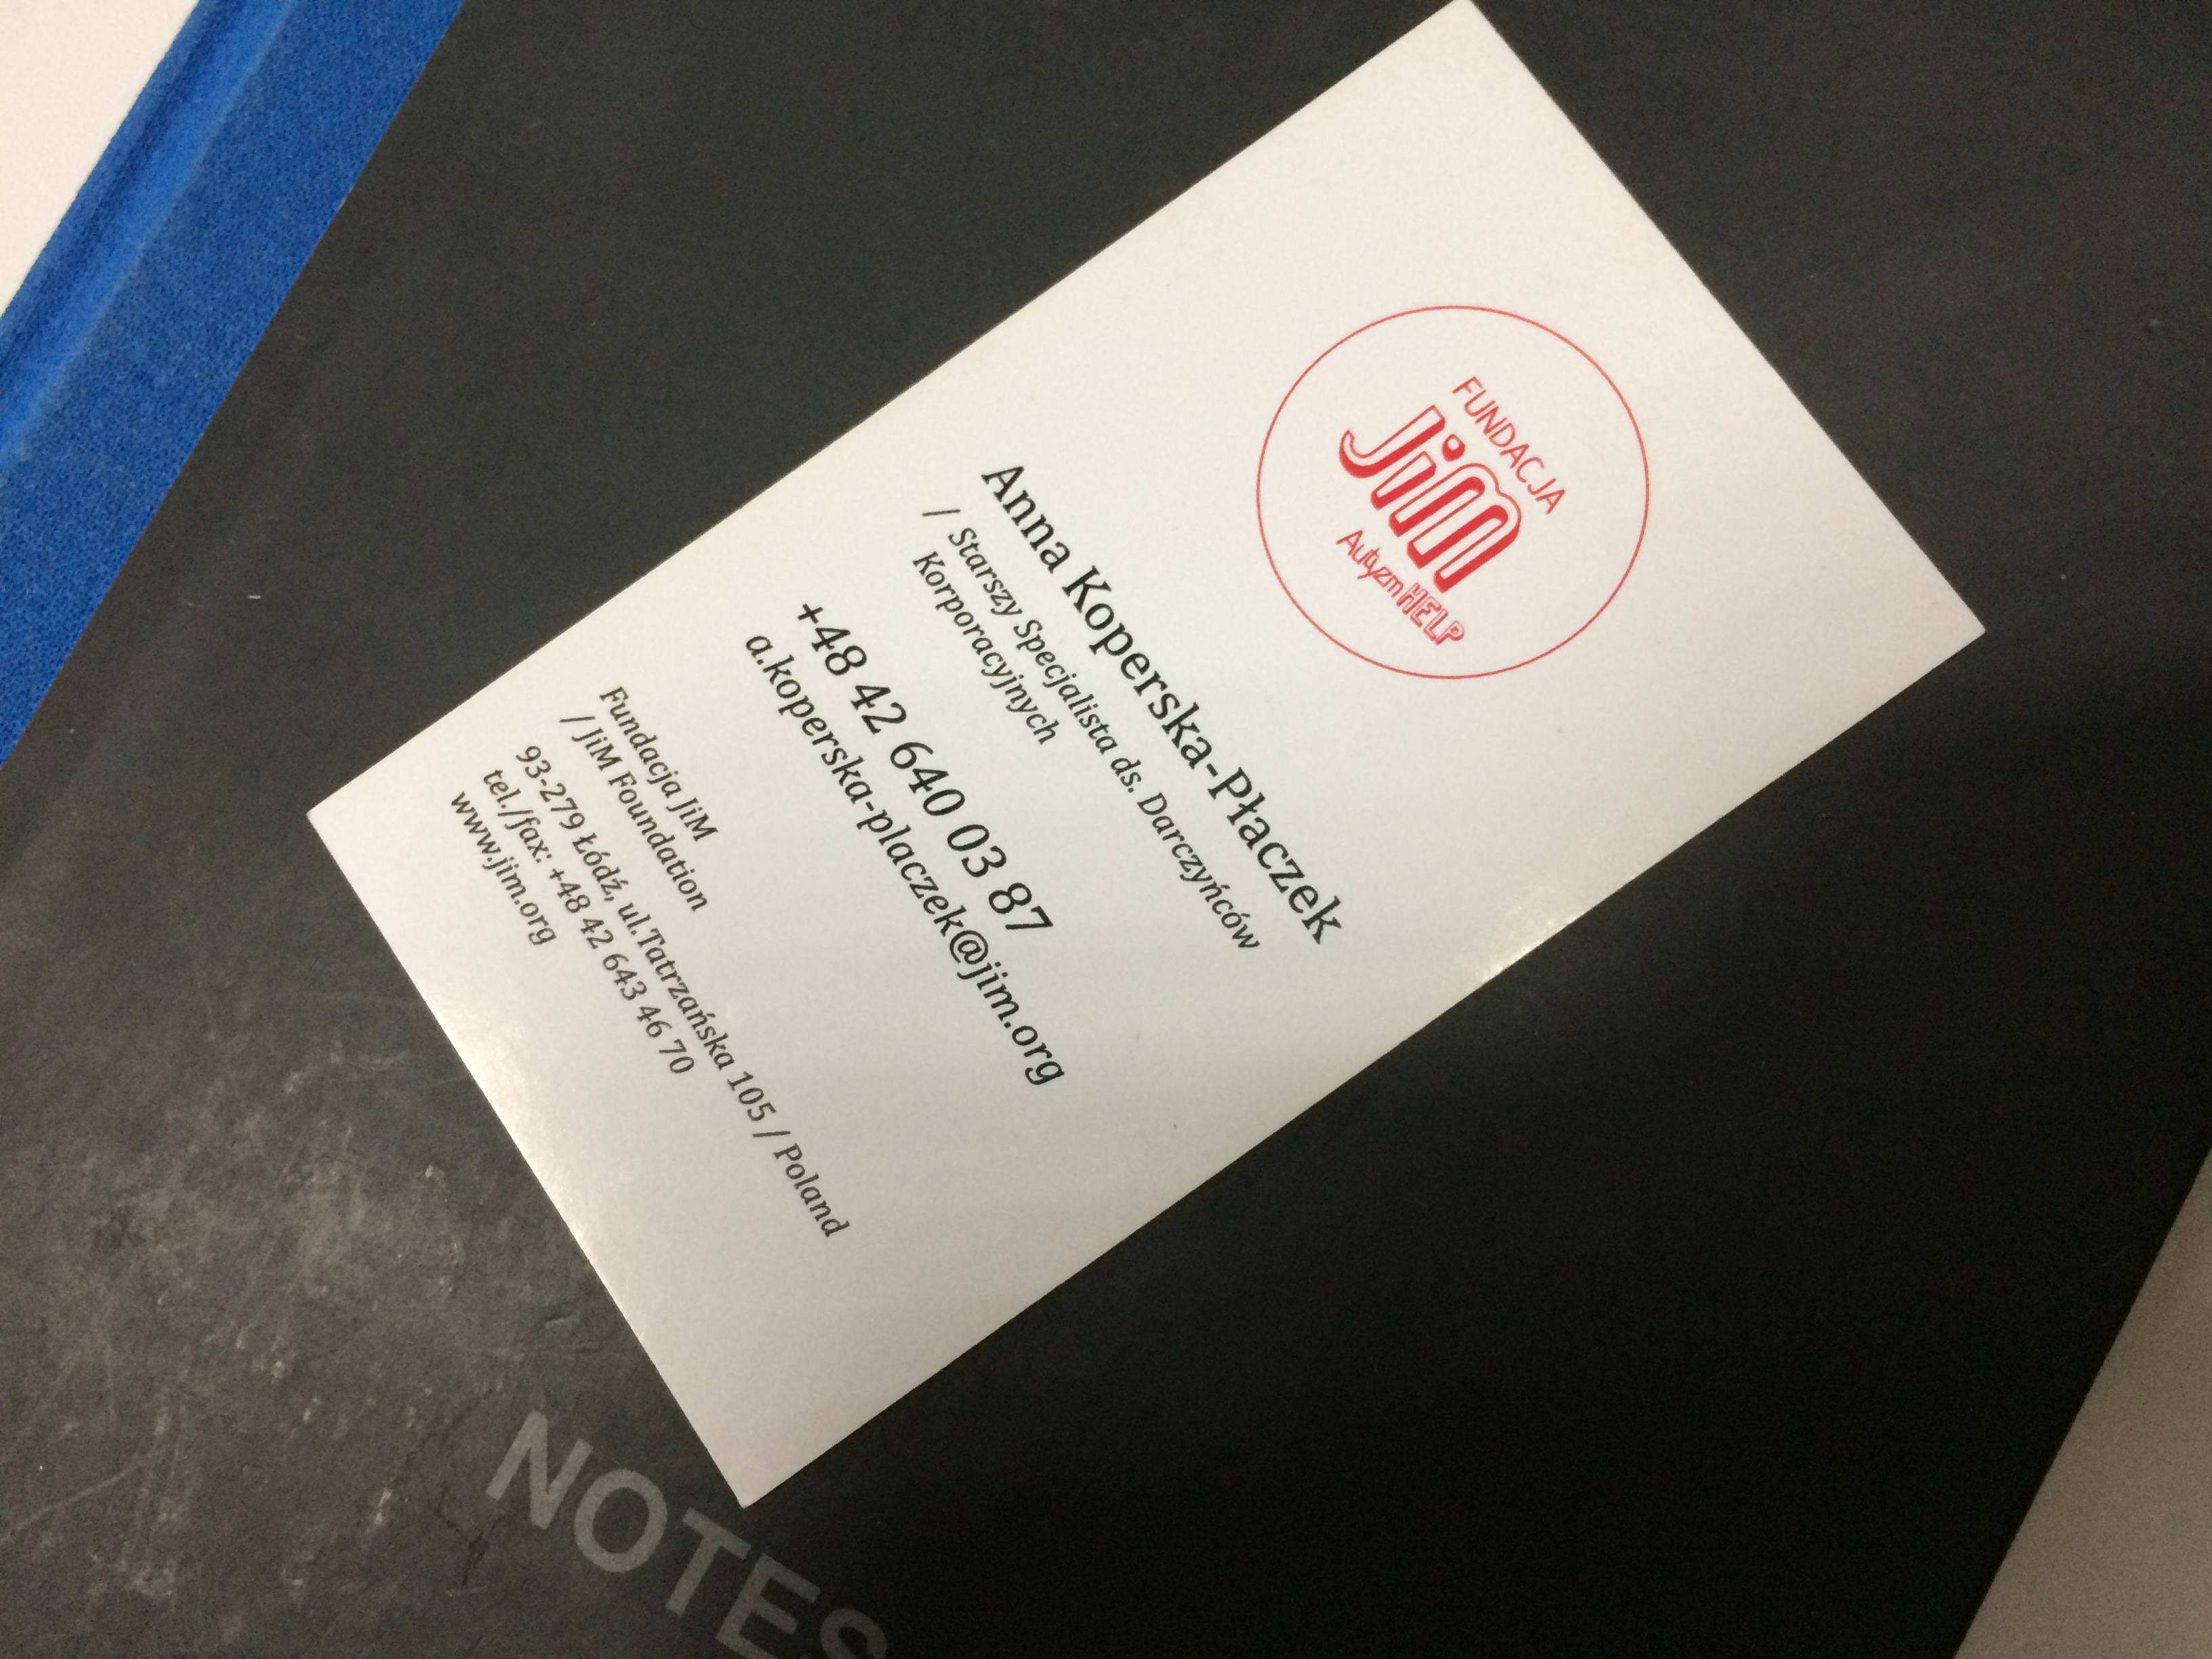 FUNDACJA
JiM
Autyzm HELP
Anna Koperska-Płaczek
/ Starszy Specjalista ds. Darczyńców
Korporacyjnych
+48 42 640 03 87
a.koperska-placzek@jim.org
Fundacja JiM
/ JiM Foundation
93-279 Łódź, ul.Tatrzańska 105 / Poland
tel./fax: +48 42 643 46 70
www.jim.org
NOTES